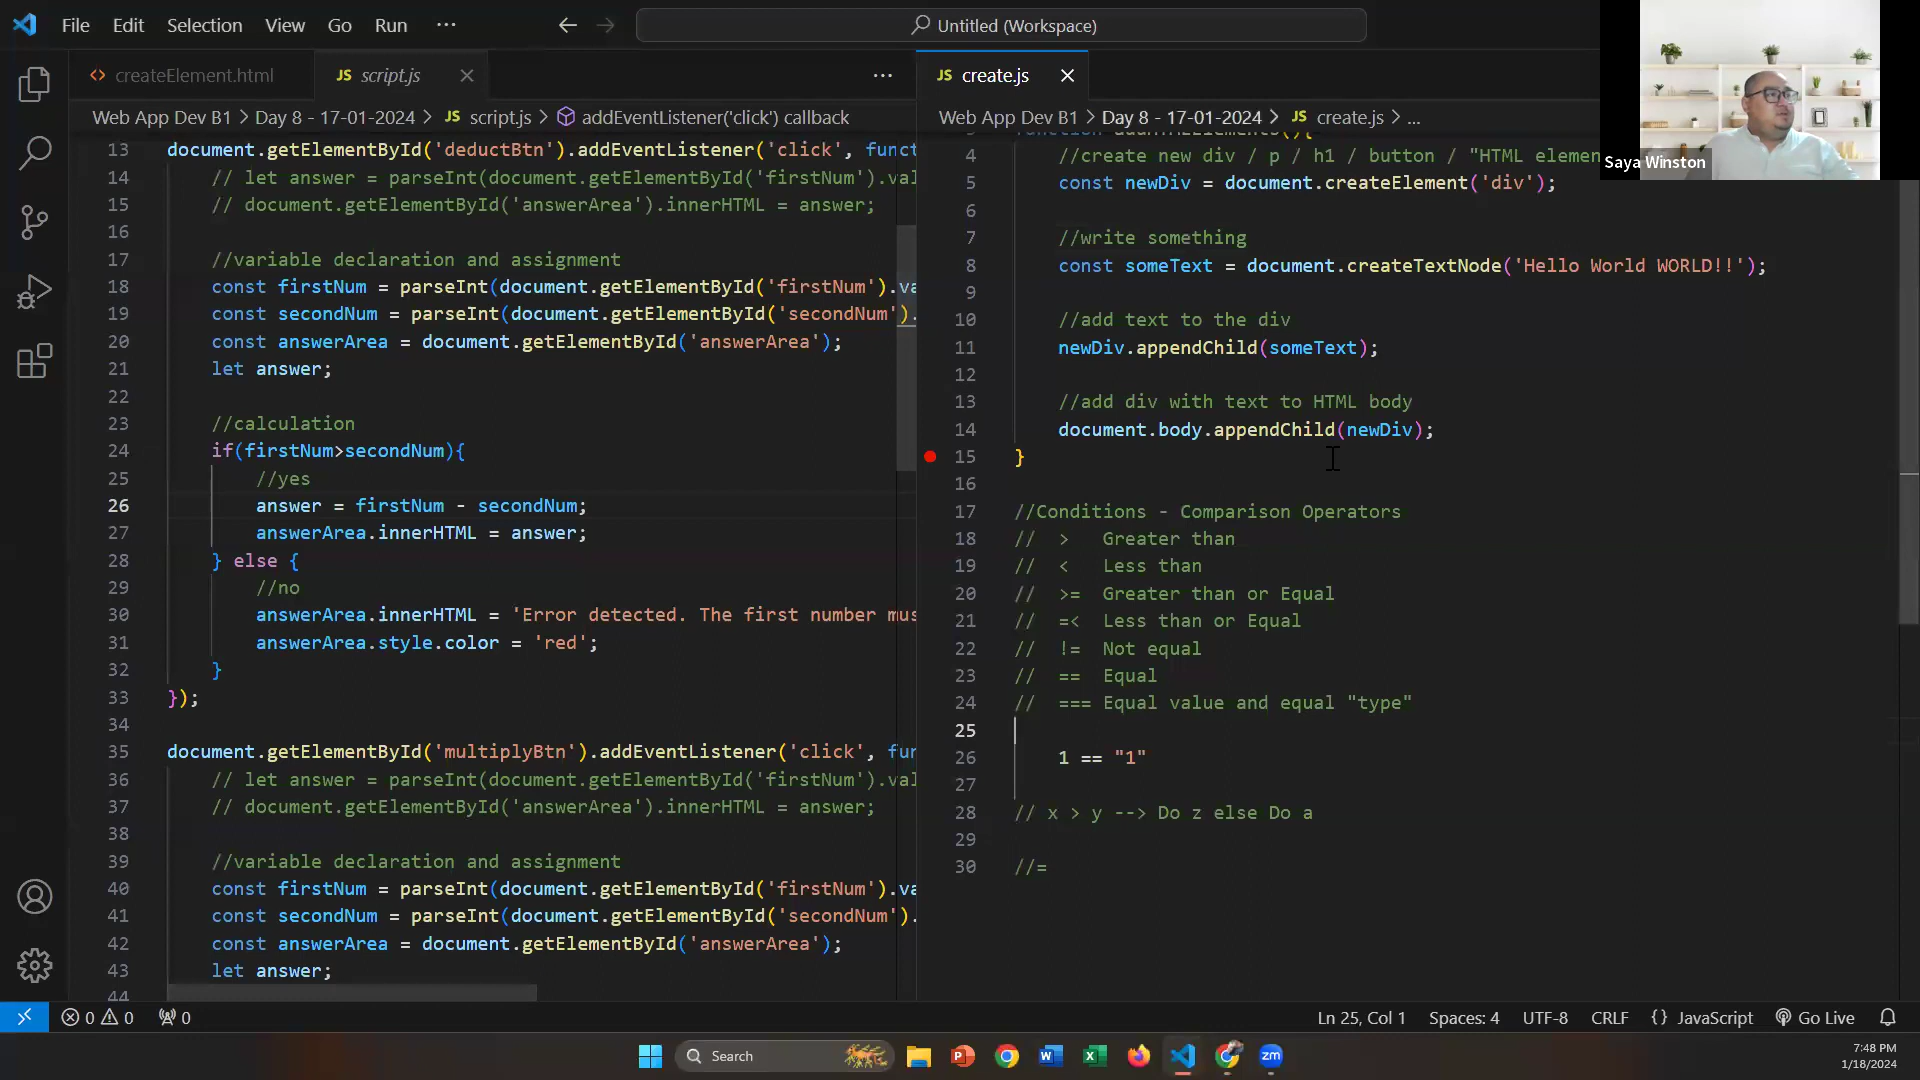 File Edit Selection View Go Run ··· Untitled (Workspace)
createElement.html
JS script.js
JS create.js
Web App Dev B1 > Day 8 - 17-01-2024 > JS script.js > addEventListener('click') callback
13 document.getElementById('deductBtn').addEventListener('click', funct
14 // let answer = parseInt(document.getElementById('firstNum').val
15 // document.getElementById('answerArea').innerHTML = answer;
16
17 //variable declaration and assignment
18 const firstNum = parseInt(document.getElementById('firstNum').va
19 const secondNum = parseInt(document.getElementById('secondNum').
20 const answerArea = document.getElementById('answerArea');
21 let answer;
22
23 //calculation
24 if(firstNum>secondNum){
25 //yes
26 answer = firstNum - secondNum;
27 answerArea.innerHTML = answer;
28 } else {
29 //no
30 answerArea.innerHTML = 'Error detected. The first number mus
31 answerArea.style.color = 'red';
32 }
33 });
34
35 document.getElementById('multiplyBtn').addEventListener('click', fun
36 // let answer = parseInt(document.getElementById('firstNum').val
37 // document.getElementById('answerArea').innerHTML = answer;
38
39 //variable declaration and assignment
40 const firstNum = parseInt(document.getElementById('firstNum').va
41 const secondNum = parseInt(document.getElementById('secondNum').
42 const answerArea = document.getElementById('answerArea');
43 let answer;
44
Web App Dev B1 > Day 8 - 17-01-2024 > JS create.js > ...
4 //create new div / p / h1 / button / "HTML elemen
5 const newDiv = document.createElement('div');
6
7 //write something
8 const someText = document.createTextNode('Hello World WORLD!!');
9
10 //add text to the div
11 newDiv.appendChild(someText);
12
13 //add div with text to HTML body
14 document.body.appendChild(newDiv);
15 }
16
17 //Conditions - Comparison Operators
18 // > Greater than
19 // < Less than
20 // >= Greater than or Equal
21 // =< Less than or Equal
22 // != Not equal
23 // == Equal
24 // === Equal value and equal "type"
25
26 1 == "1"
27
28 // x > y --> Do z else Do a
29
30 //=
Saya Winston
0 0 0
Ln 25, Col 1 Spaces: 4 UTF-8 CRLF {} JavaScript Go Live
Search
7:48 PM
1/18/2024